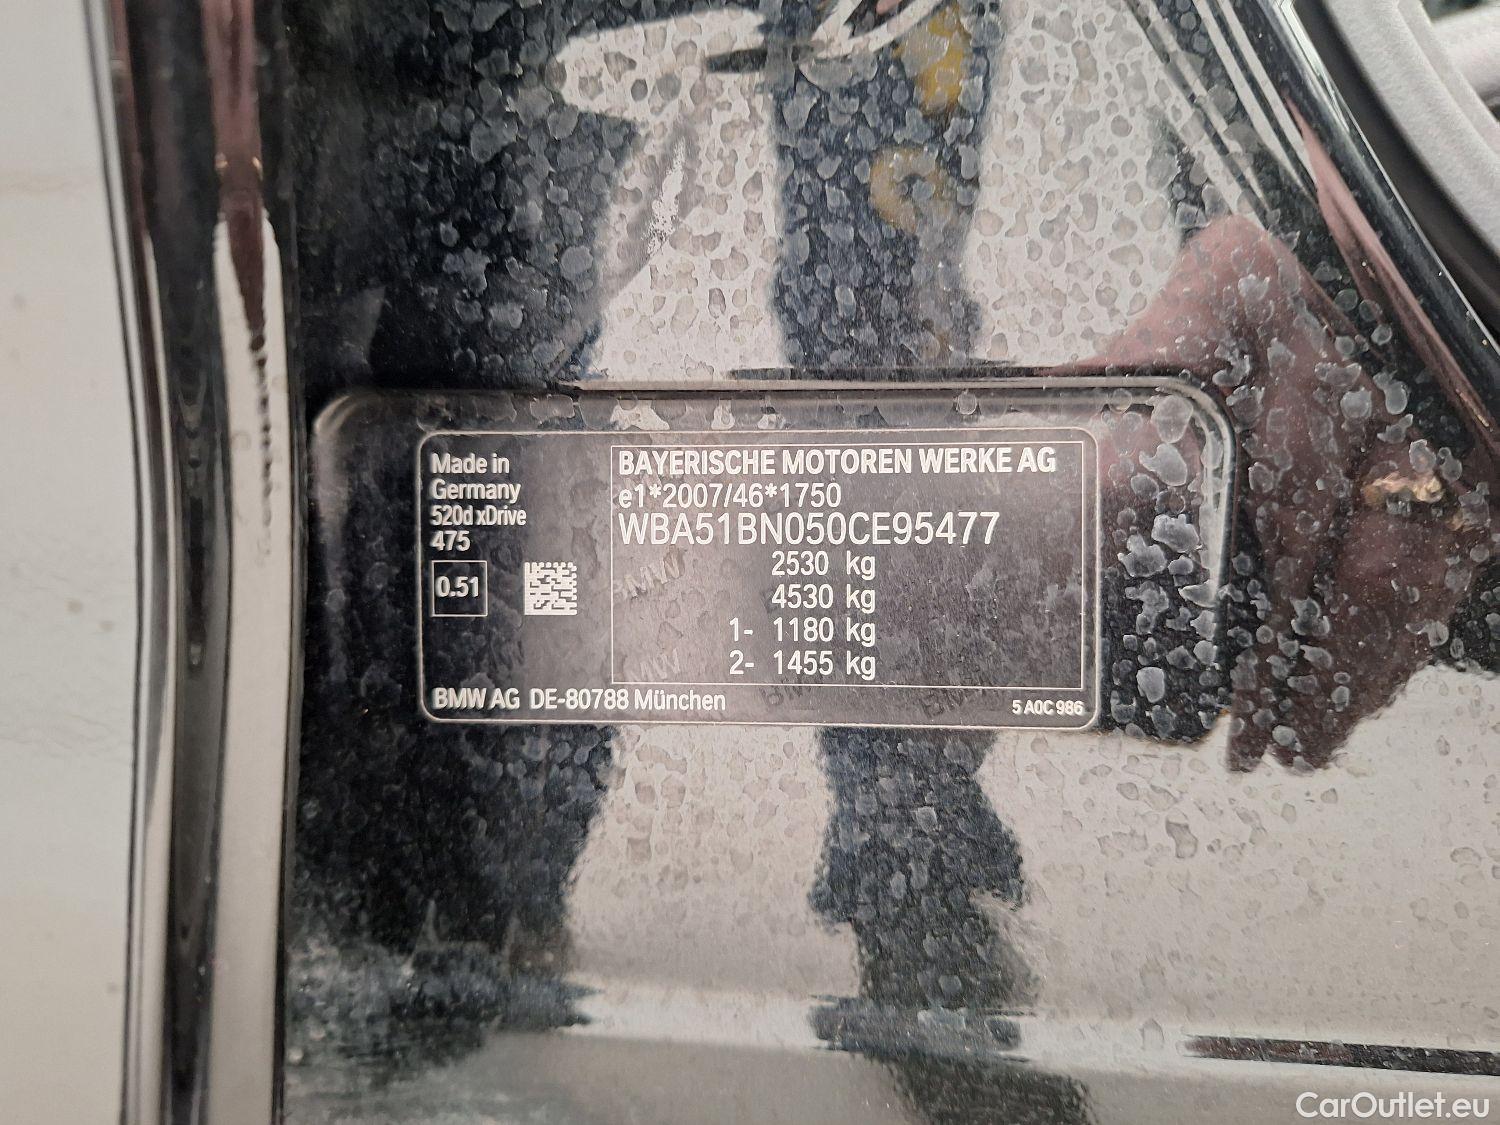 Made in
Germany
520d xDrive
475
0.51
BAYERISCHE MOTOREN WERKE AG
e1*2007/46*1750
WBA51BN050CE95477
2530 kg
4530 kg
1- 1180 kg
2- 1455 kg
BMW AG DE-80788 München
5 A0C 986
CarOutlet.eu